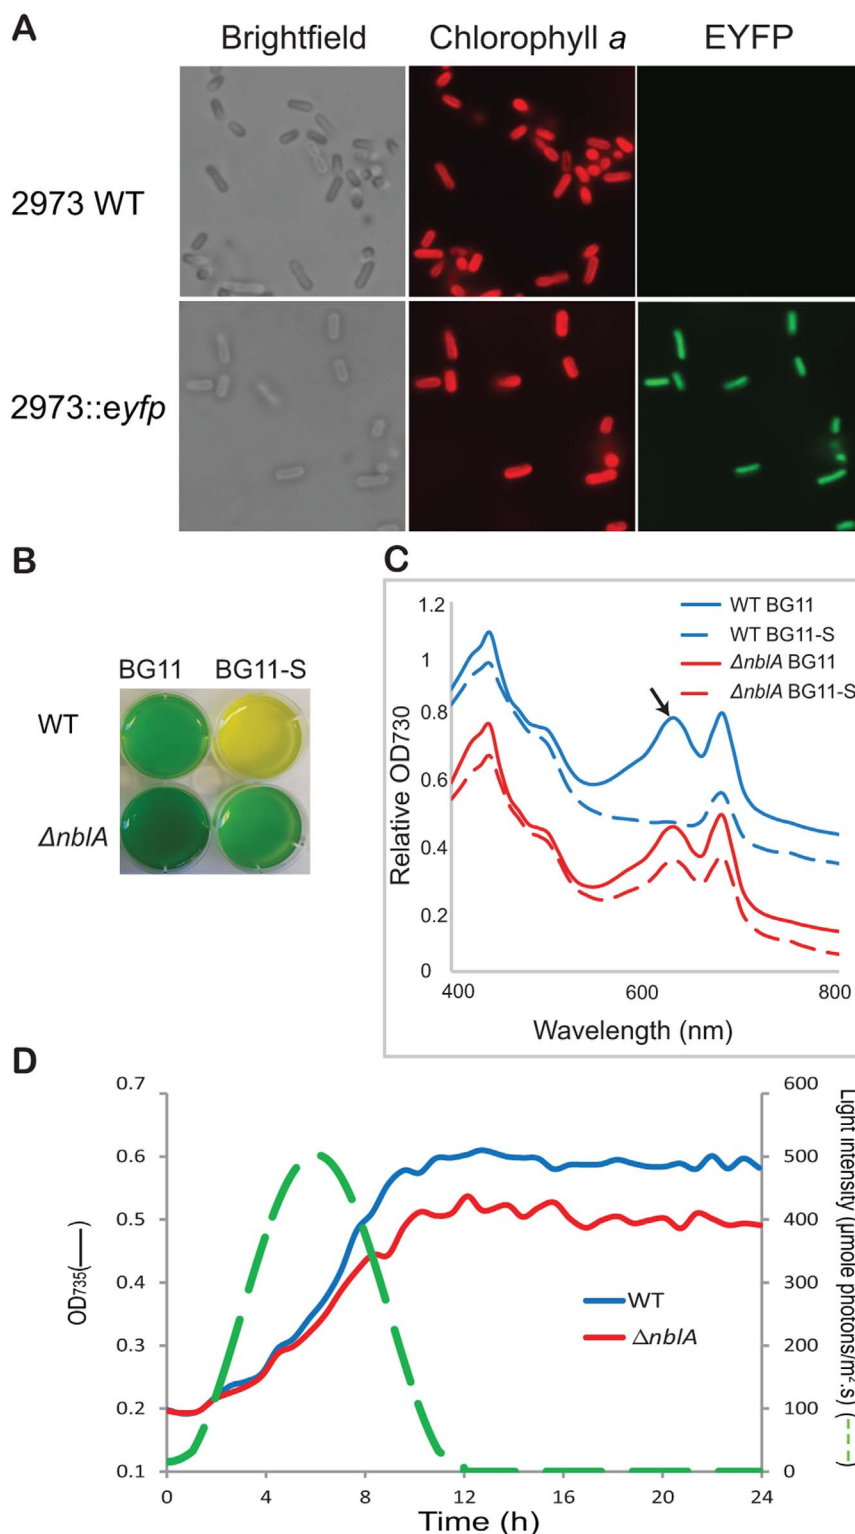 A
Brightfield Chlorophyll a EYFP
2973 WT
2973::eyfp
B
BG11 BG11-S
WT
ΔnblA
C
1.2
1
0.8
0.6
0.4
0.2
0
Relative OD730
WT BG11
WT BG11-S
ΔnblA BG11
ΔnblA BG11-S
400 600 800
Wavelength (nm)
D
0.7
0.6
0.5
0.4
0.3
0.2
0.1
OD735(—)
WT
ΔnblA
600
500
400
300
200
100
0
Light intensity (µmole photons/m².s) (---)
0 4 8 12 16 20 24
Time (h)